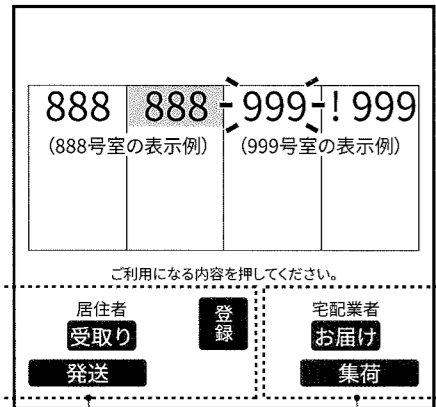 888 888 999 ! 999
(888号室の表示例) (999号室の表示例)
ご利用になる内容を押してください。
居住者
受取り
登録
発送
宅配業者
お届け
集荷